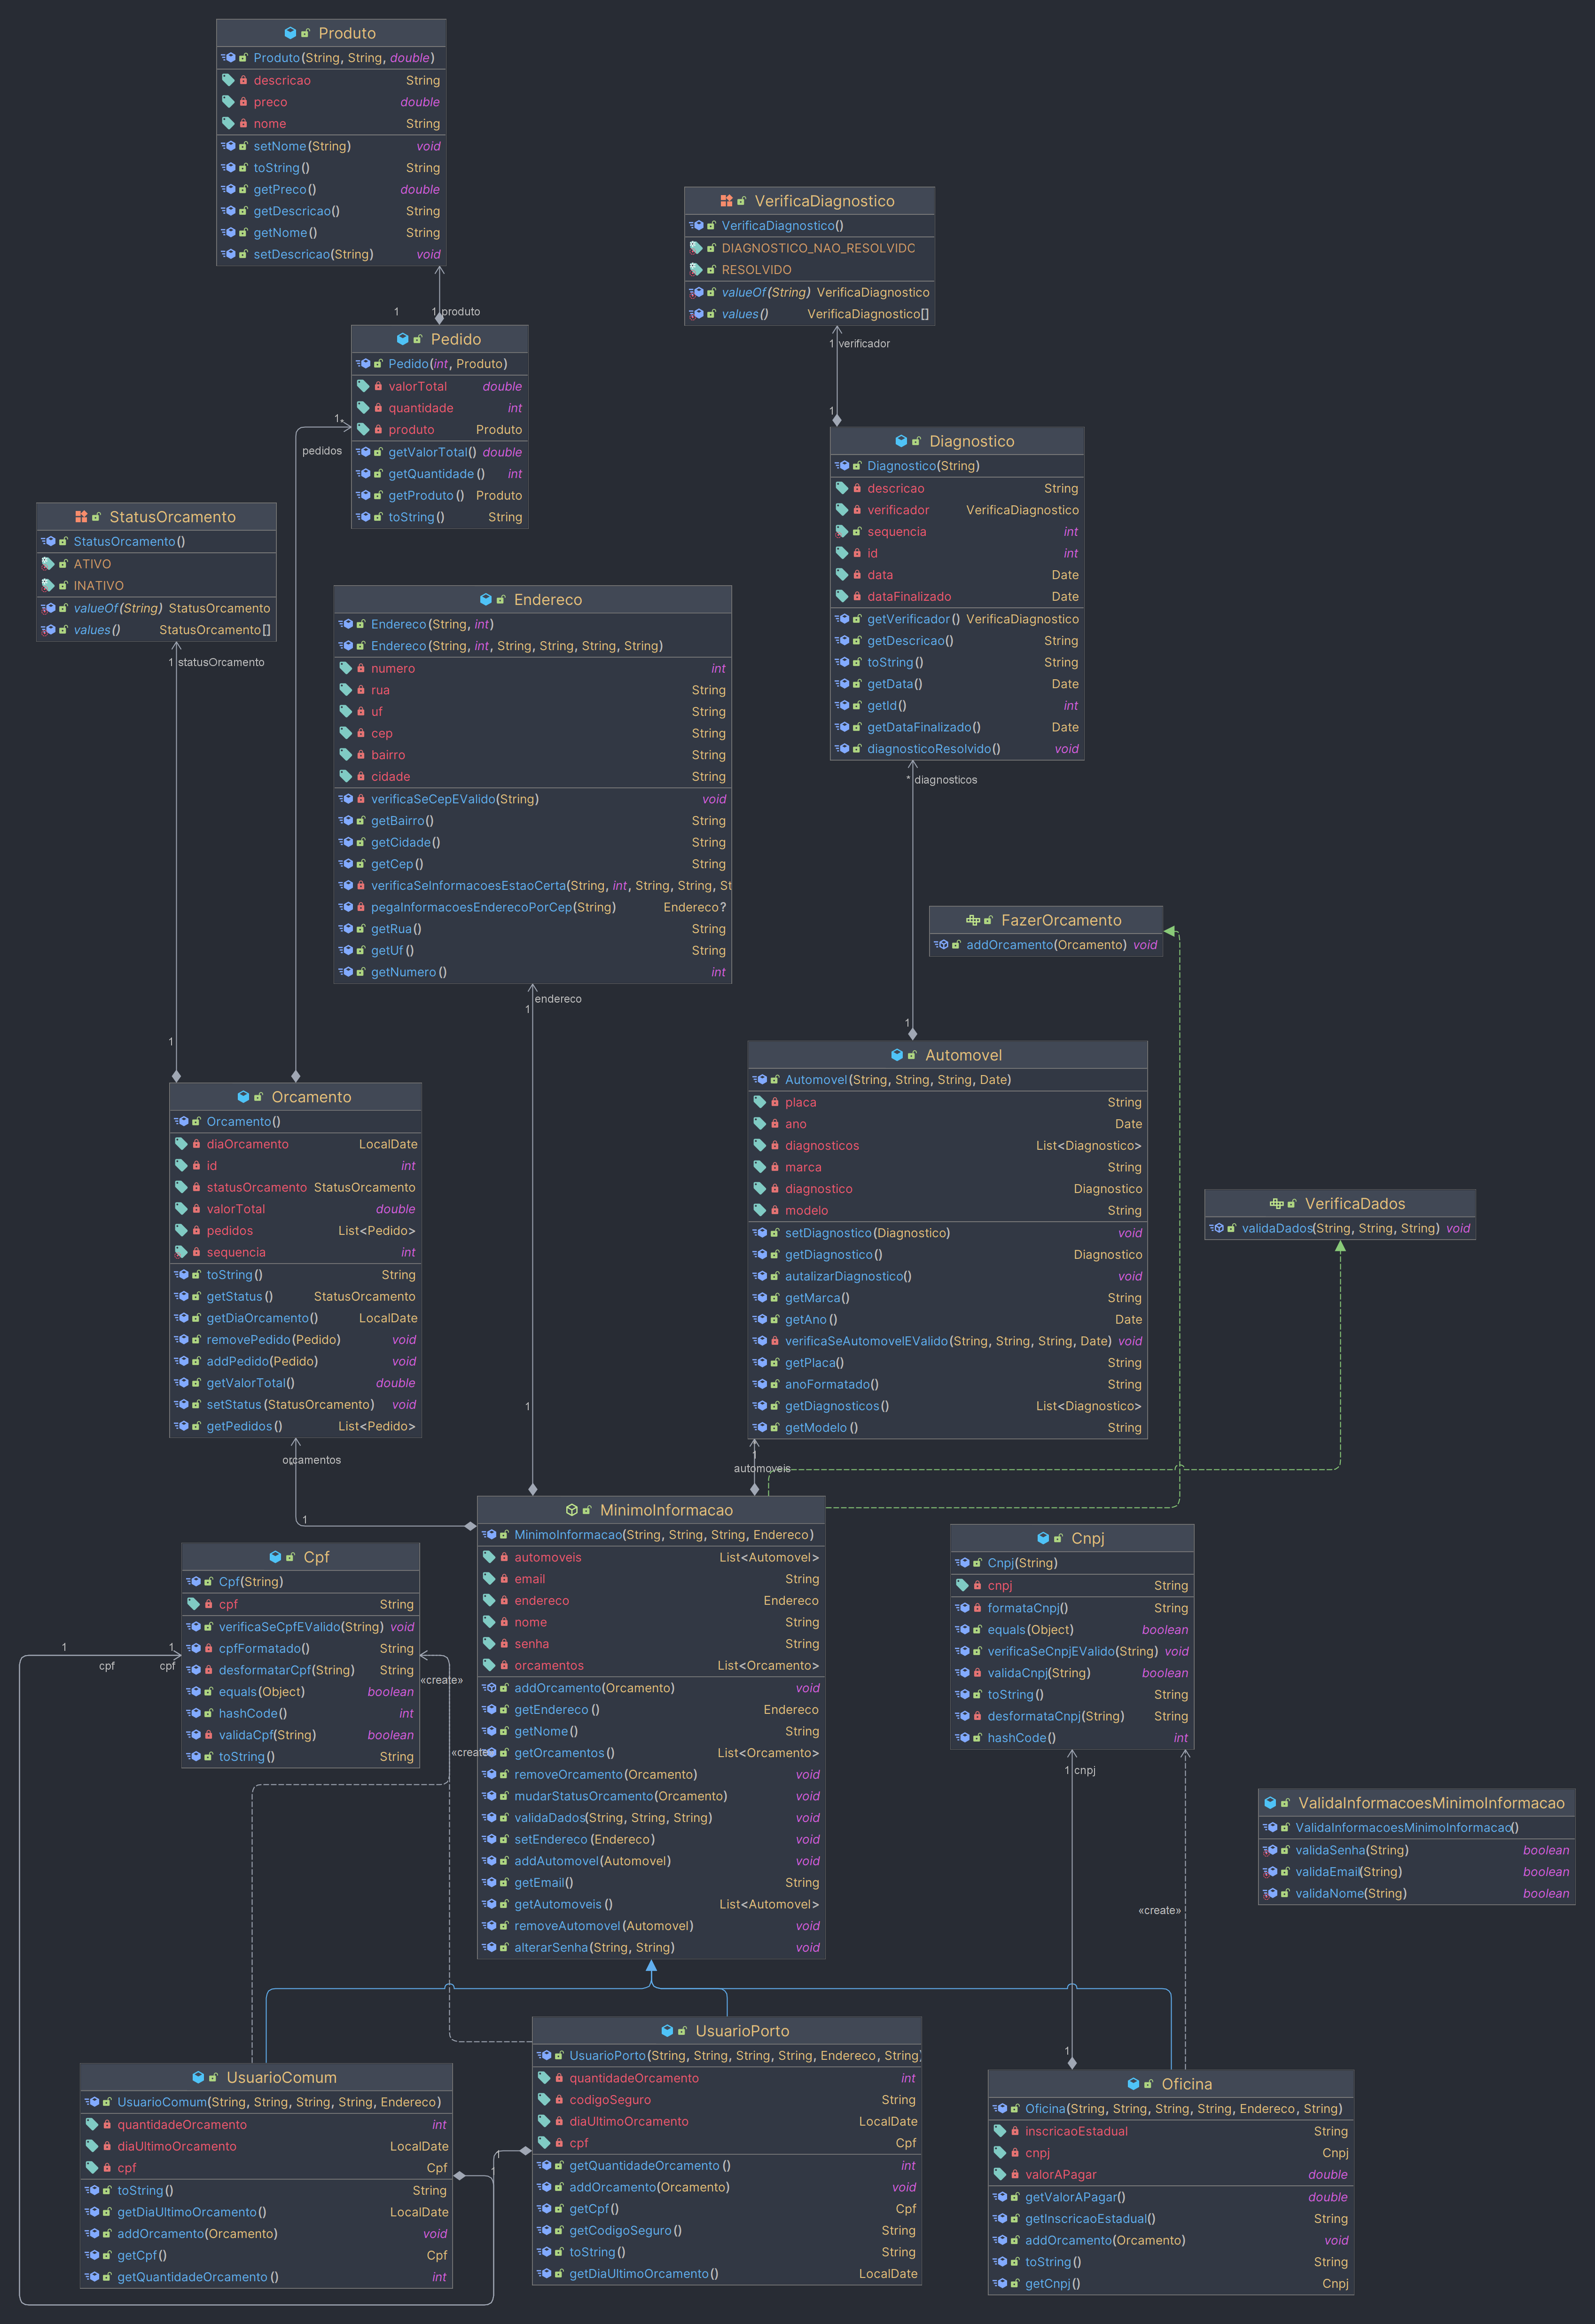 Produto
Produto(String, String, double)
descricao String
preco double
nome String
setNome(String) void
toString() String
getPreco() double
getDescricao() String
getNome() String
setDescricao(String) void
1 1 produto
VerificaDiagnostico
VerificaDiagnostico()
DIAGNOSTICO_NAO_RESOLVIDO
RESOLVIDO
valueOf(String) VerificaDiagnostico
values() VerificaDiagnostico[]
1 verificador
1
Pedido
Pedido(int, Produto)
valorTotal double
quantidade int
produto Produto
getValorTotal() double
getQuantidade() int
getProduto() Produto
toString() String
1 *
pedidos
Diagnostico
Diagnostico(String)
descricao String
verificador VerificaDiagnostico
sequencia int
id int
data Date
dataFinalizado Date
getVerificador() VerificaDiagnostico
getDescricao() String
toString() String
getData() Date
getId() int
getDataFinalizado() Date
diagnosticoResolvido() void
* diagnosticos
1
StatusOrcamento
StatusOrcamento()
ATIVO
INATIVO
valueOf(String) StatusOrcamento
values() StatusOrcamento[]
1 statusOrcamento
1
Endereco
Endereco(String, int)
Endereco(String, int, String, String, String, String)
numero int
rua String
uf String
cep String
bairro String
cidade String
verificaSeCepEValido(String) void
getBairro() String
getCidade() String
getCep() String
verificaSeInformacoesEstaoCerta(String, int, String, String, St
pegaInformacoesEnderecoPorCep(String) Endereco?
getRua() String
getUf() String
getNumero() int
endereco
1
1
FazerOrcamento
addOrcamento(Orcamento) void
Automovel
Automovel(String, String, String, Date)
placa String
ano Date
diagnosticos List<Diagnostico>
marca String
diagnostico Diagnostico
modelo String
setDiagnostico(Diagnostico) void
getDiagnostico() Diagnostico
autalizarDiagnostico() void
getMarca() String
getAno() Date
verificaSeAutomovelEValido(String, String, String, Date) void
getPlaca() String
anoFormatado() String
getDiagnosticos() List<Diagnostico>
getModelo() String
automoveis
VerificaDados
validaDados(String, String, String) void
Orcamento
Orcamento()
diaOrcamento LocalDate
id int
statusOrcamento StatusOrcamento
valorTotal double
pedidos List<Pedido>
sequencia int
toString() String
getStatus() StatusOrcamento
getDiaOrcamento() LocalDate
removePedido(Pedido) void
addPedido(Pedido) void
getValorTotal() double
setStatus(StatusOrcamento) void
getPedidos() List<Pedido>
orcamentos
1
MinimoInformacao
MinimoInformacao(String, String, String, Endereco)
automoveis List<Automovel>
email String
endereco Endereco
nome String
senha String
orcamentos List<Orcamento>
addOrcamento(Orcamento) void
getEndereco() Endereco
getNome() String
getOrcamentos() List<Orcamento>
removeOrcamento(Orcamento) void
mudarStatusOrcamento(Orcamento) void
validaDados(String, String, String) void
setEndereco(Endereco) void
addAutomovel(Automovel) void
getEmail() String
getAutomoveis() List<Automovel>
removeAutomovel(Automovel) void
alterarSenha(String, String) void
Cpf
Cpf(String)
cpf String
verificaSeCpfEValido(String) void
cpfFormatado() String
desformatarCpf(String) String
equals(Object) boolean
hashCode() int
validaCpf(String) boolean
toString() String
1 1
cpf cpf
«create»
«create
Cnpj
Cnpj(String)
cnpj String
formataCnpj() String
equals(Object) boolean
verificaSeCnpjEValido(String) void
validaCnpj(String) boolean
toString() String
desformataCnpj(String) String
hashCode() int
1 cnpj
«create»
1
ValidaInformacoesMinimoInformacao
ValidaInformacoesMinimoInformacao()
validaSenha(String) boolean
validaEmail(String) boolean
validaNome(String) boolean
UsuarioComum
UsuarioComum(String, String, String, String, Endereco)
quantidadeOrcamento int
diaUltimoOrcamento LocalDate
cpf Cpf
toString() String
getDiaUltimoOrcamento() LocalDate
addOrcamento(Orcamento) void
getCpf() Cpf
getQuantidadeOrcamento() int
UsuarioPorto
UsuarioPorto(String, String, String, String, Endereco, String)
quantidadeOrcamento int
codigoSeguro String
diaUltimoOrcamento LocalDate
cpf Cpf
getQuantidadeOrcamento() int
addOrcamento(Orcamento) void
getCpf() Cpf
getCodigoSeguro() String
toString() String
getDiaUltimoOrcamento() LocalDate
Oficina
Oficina(String, String, String, String, Endereco, String)
inscricaoEstadual String
cnpj Cnpj
valorAPagar double
getValorAPagar() double
getInscricaoEstadual() String
addOrcamento(Orcamento) void
toString() String
getCnpj() Cnpj